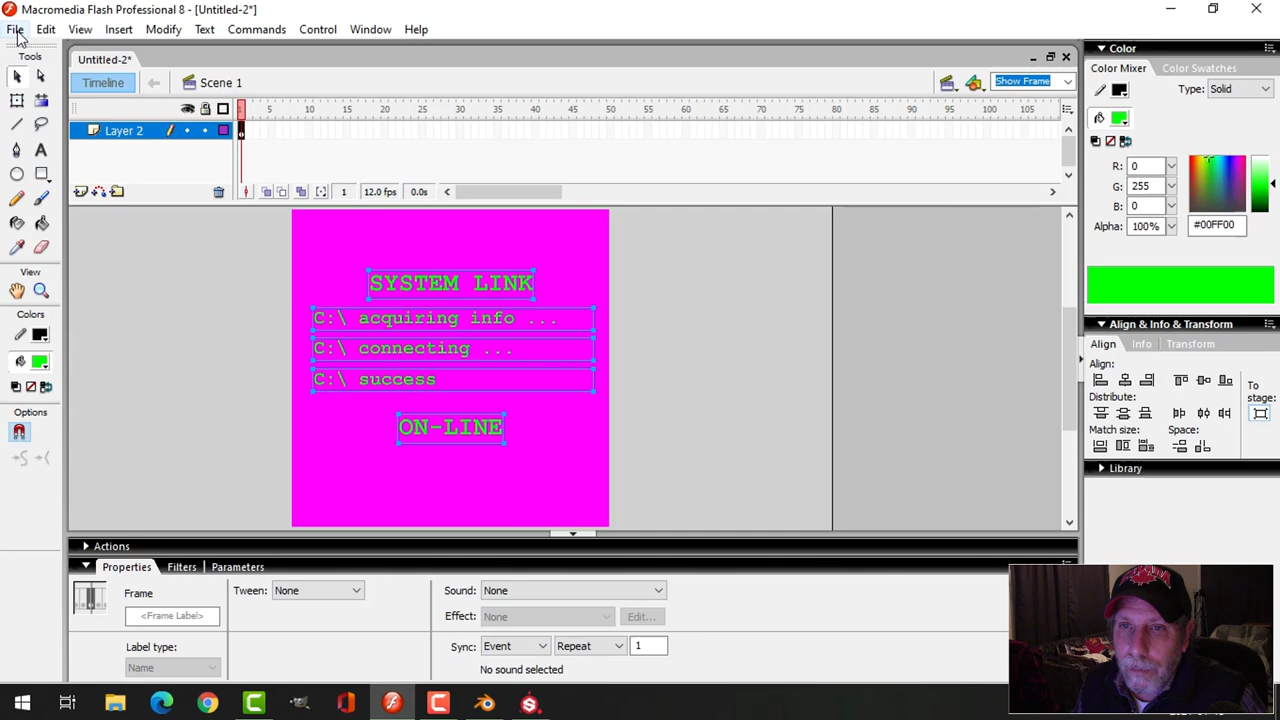 Macromedia Flash Professional 8 - [Untitled-2*]
File Edit View Insert Modify Text Commands Control Window Help
Tools
View
Colors
Options
Untitled-2*
Timeline
Scene 1
Show Frame
5 10 15 20 25 30 35 40 45 50 55 60 65 70 75 80 85 90 95 100 105
Layer 2
1 12.0 fps 0.0s
SYSTEM LINK
C:\ acquiring info ...
C:\ connecting ...
C:\ success
ON-LINE
Actions
Properties Filters Parameters
Frame
<Frame Label>
Label type:
Name
Tween: None
Sound: None
Effect: None Edit...
Sync: Event Repeat 1
No sound selected
Color
Color Mixer Color Swatches
Type: Solid
R: 0
G: 255
B: 0
Alpha: 100% #00FF00
Align & Info & Transform
Align Info Transform
Align:
Distribute:
Match size: Space:
To stage:
Library